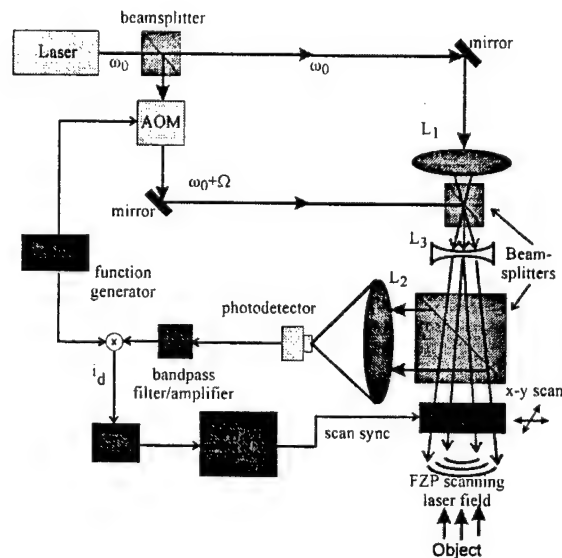 beamsplitter
Laser
ω₀
ω₀
mirror
AOM
L₁
ω₀+Ω
mirror
L₃
Beam-
splitters
function
generator
L₂
photodetector
i_d
bandpass
filter/amplifier
x-y scan
scan sync
FZP scanning
laser field
Object